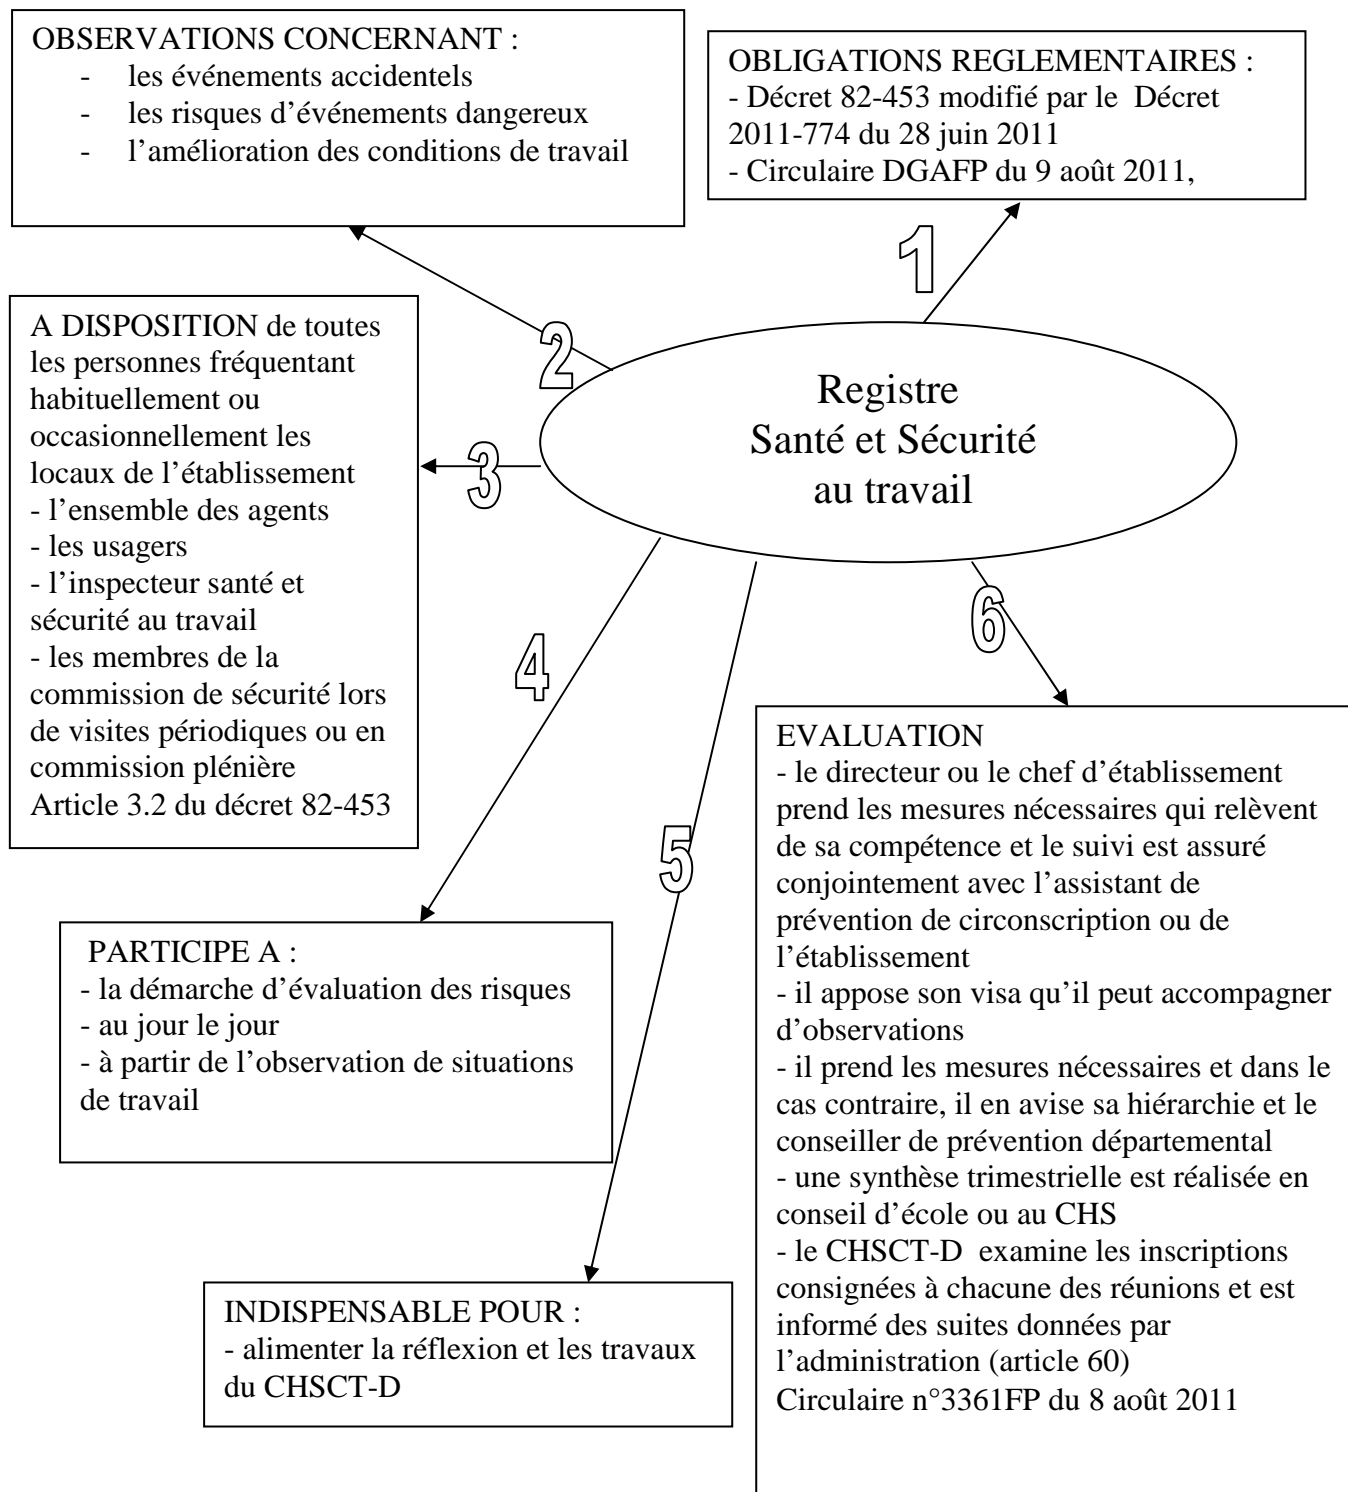 OBSERVATIONS CONCERNANT :
- les événements accidentels
- les risques d’événements dangereux
- l’amélioration des conditions de travail
OBLIGATIONS REGLEMENTAIRES :
- Décret 82-453 modifié par le Décret
2011-774 du 28 juin 2011
- Circulaire DGAFP du 9 août 2011,
1
2
A DISPOSITION de toutes
les personnes fréquentant
habituellement ou
occasionnellement les
locaux de l’établissement
- l’ensemble des agents
- les usagers
- l’inspecteur santé et
sécurité au travail
- les membres de la
commission de sécurité lors
de visites périodiques ou en
commission plénière
Article 3.2 du décret 82-453
3
Registre
Santé et Sécurité
au travail
4
5
6
PARTICIPE A :
- la démarche d’évaluation des risques
- au jour le jour
- à partir de l’observation de situations
de travail
INDISPENSABLE POUR :
- alimenter la réflexion et les travaux
du CHSCT-D
EVALUATION
- le directeur ou le chef d’établissement
prend les mesures nécessaires qui relèvent
de sa compétence et le suivi est assuré
conjointement avec l’assistant de
prévention de circonscription ou de
l’établissement
- il appose son visa qu’il peut accompagner
d’observations
- il prend les mesures nécessaires et dans le
cas contraire, il en avise sa hiérarchie et le
conseiller de prévention départemental
- une synthèse trimestrielle est réalisée en
conseil d’école ou au CHS
- le CHSCT-D examine les inscriptions
consignées à chacune des réunions et est
informé des suites données par
l’administration (article 60)
Circulaire n°3361FP du 8 août 2011